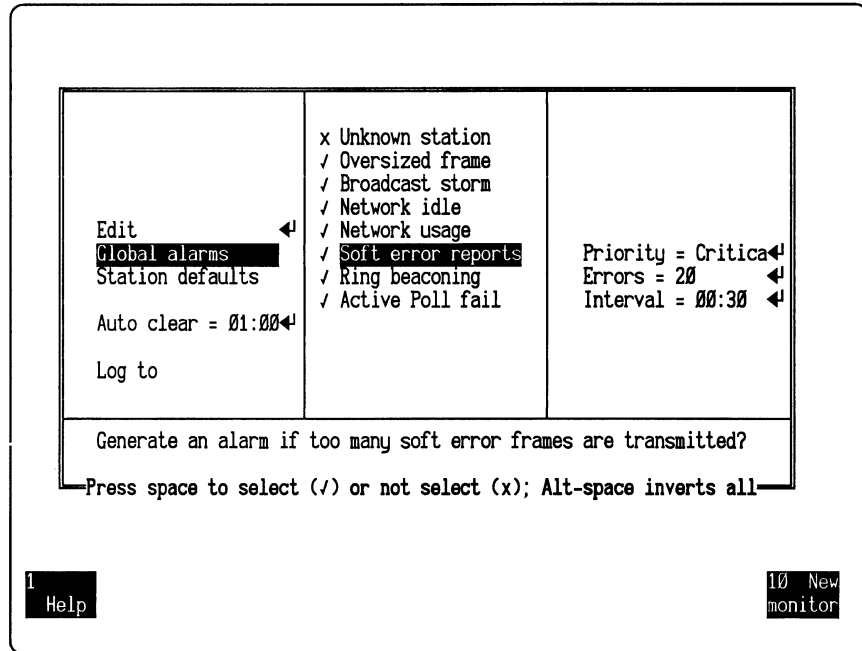 x Unknown station
√ Oversized frame
√ Broadcast storm
√ Network idle
Edit ↵
√ Network usage
Global alarms
√ Soft error reports
Priority = Critica↵
Station defaults
√ Ring beaconing
Errors = 2Ø ↵
√ Active Poll fail
Interval = ØØ:3Ø ↵
Auto clear = Ø1:ØØ↵
Log to
Generate an alarm if too many soft error frames are transmitted?
Press space to select (√) or not select (x); Alt-space inverts all
1
Help
1Ø New
monitor